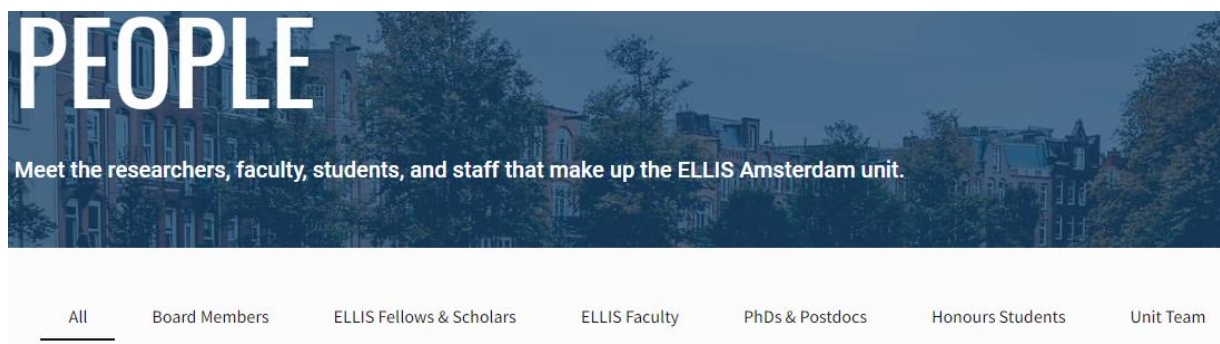 PEOPLE
Meet the researchers, faculty, students, and staff that make up the ELLIS Amsterdam unit.
All Board Members ELLIS Fellows & Scholars ELLIS Faculty PhDs & Postdocs Honours Students Unit Team